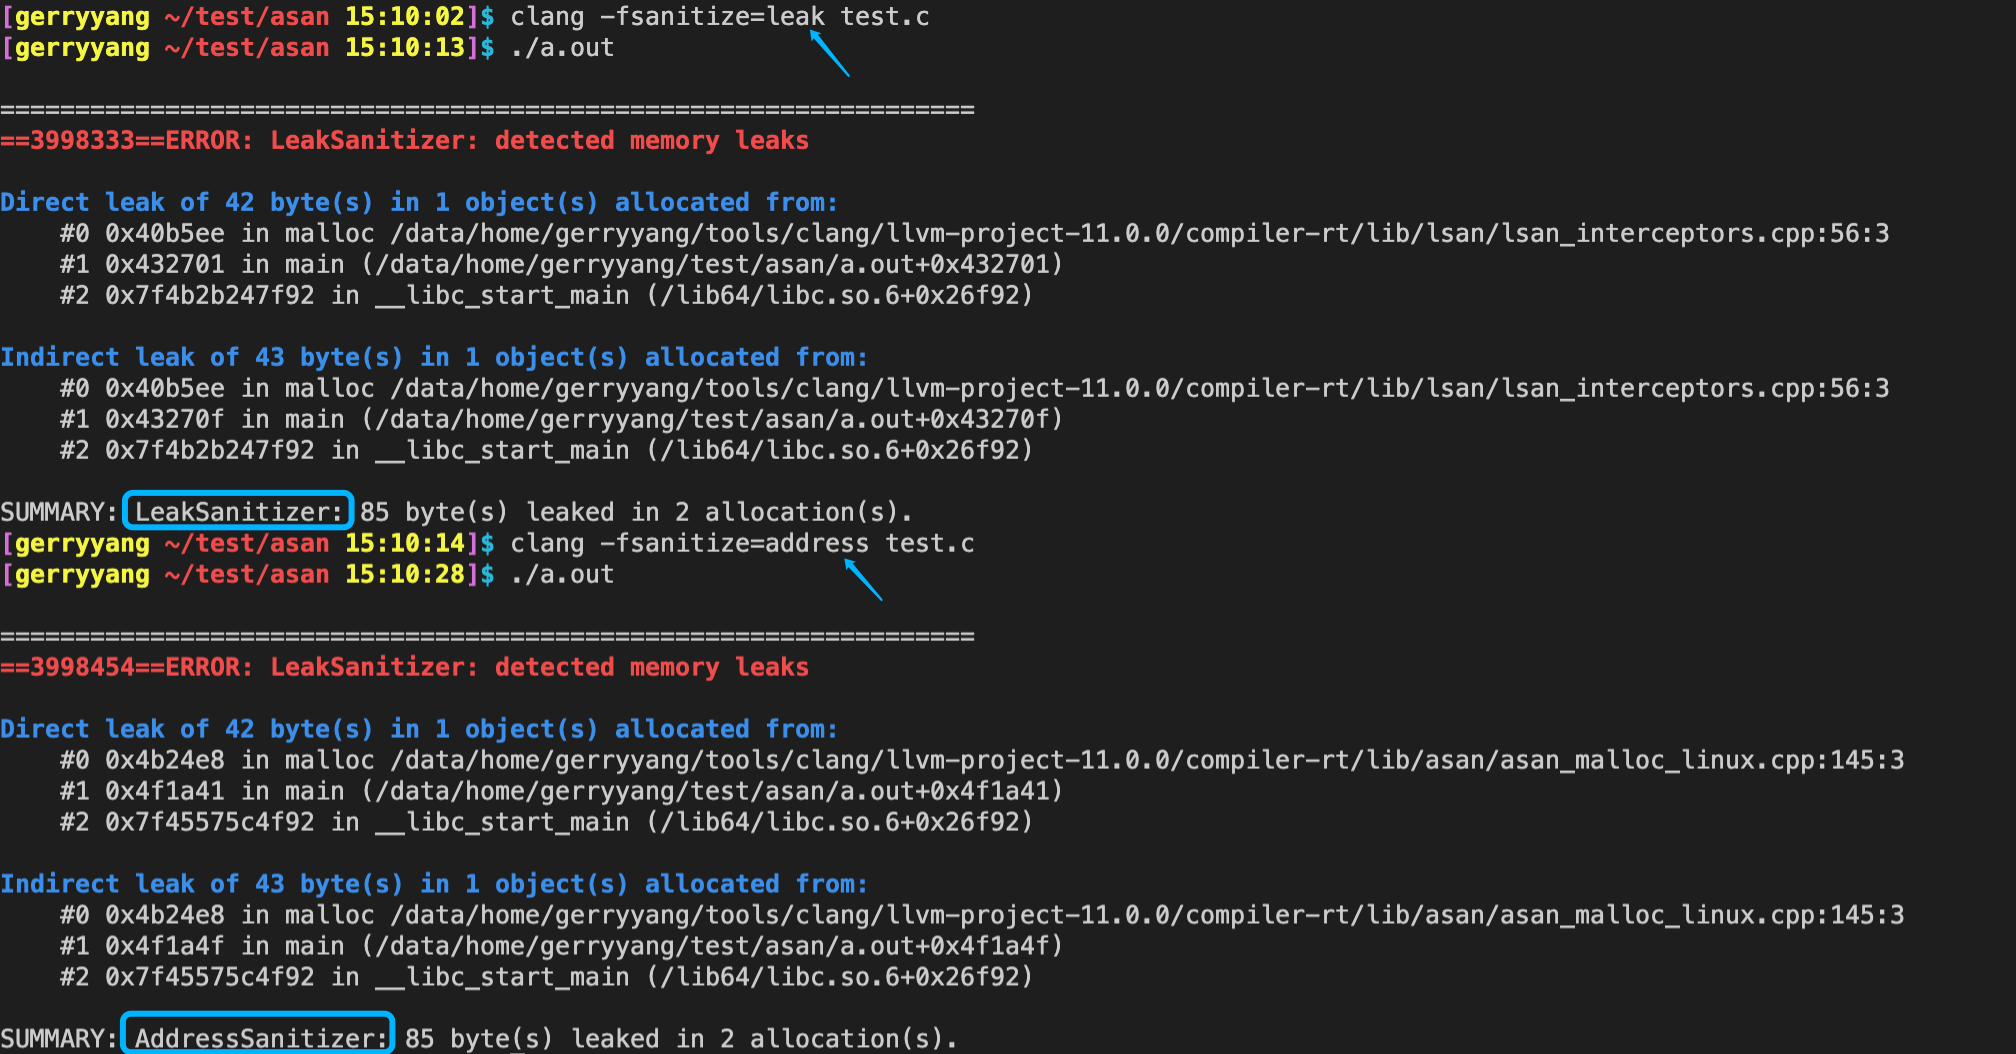 [gerryyang ~/test/asan 15:10:02]$ clang -fsanitize=leak test.c
[gerryyang ~/test/asan 15:10:13]$ ./a.out
=================================================================
==3998333==ERROR: LeakSanitizer: detected memory leaks
Direct leak of 42 byte(s) in 1 object(s) allocated from:
    #0 0x40b5ee in malloc /data/home/gerryyang/tools/clang/llvm-project-11.0.0/compiler-rt/lib/lsan/lsan_interceptors.cpp:56:3
    #1 0x432701 in main (/data/home/gerryyang/test/asan/a.out+0x432701)
    #2 0x7f4b2b247f92 in __libc_start_main (/lib64/libc.so.6+0x26f92)
Indirect leak of 43 byte(s) in 1 object(s) allocated from:
    #0 0x40b5ee in malloc /data/home/gerryyang/tools/clang/llvm-project-11.0.0/compiler-rt/lib/lsan/lsan_interceptors.cpp:56:3
    #1 0x43270f in main (/data/home/gerryyang/test/asan/a.out+0x43270f)
    #2 0x7f4b2b247f92 in __libc_start_main (/lib64/libc.so.6+0x26f92)
SUMMARY: LeakSanitizer: 85 byte(s) leaked in 2 allocation(s).
[gerryyang ~/test/asan 15:10:14]$ clang -fsanitize=address test.c
[gerryyang ~/test/asan 15:10:28]$ ./a.out
=================================================================
==3998454==ERROR: LeakSanitizer: detected memory leaks
Direct leak of 42 byte(s) in 1 object(s) allocated from:
    #0 0x4b24e8 in malloc /data/home/gerryyang/tools/clang/llvm-project-11.0.0/compiler-rt/lib/asan/asan_malloc_linux.cpp:145:3
    #1 0x4f1a41 in main (/data/home/gerryyang/test/asan/a.out+0x4f1a41)
    #2 0x7f45575c4f92 in __libc_start_main (/lib64/libc.so.6+0x26f92)
Indirect leak of 43 byte(s) in 1 object(s) allocated from:
    #0 0x4b24e8 in malloc /data/home/gerryyang/tools/clang/llvm-project-11.0.0/compiler-rt/lib/asan/asan_malloc_linux.cpp:145:3
    #1 0x4f1a4f in main (/data/home/gerryyang/test/asan/a.out+0x4f1a4f)
    #2 0x7f45575c4f92 in __libc_start_main (/lib64/libc.so.6+0x26f92)
SUMMARY: AddressSanitizer: 85 byte(s) leaked in 2 allocation(s).